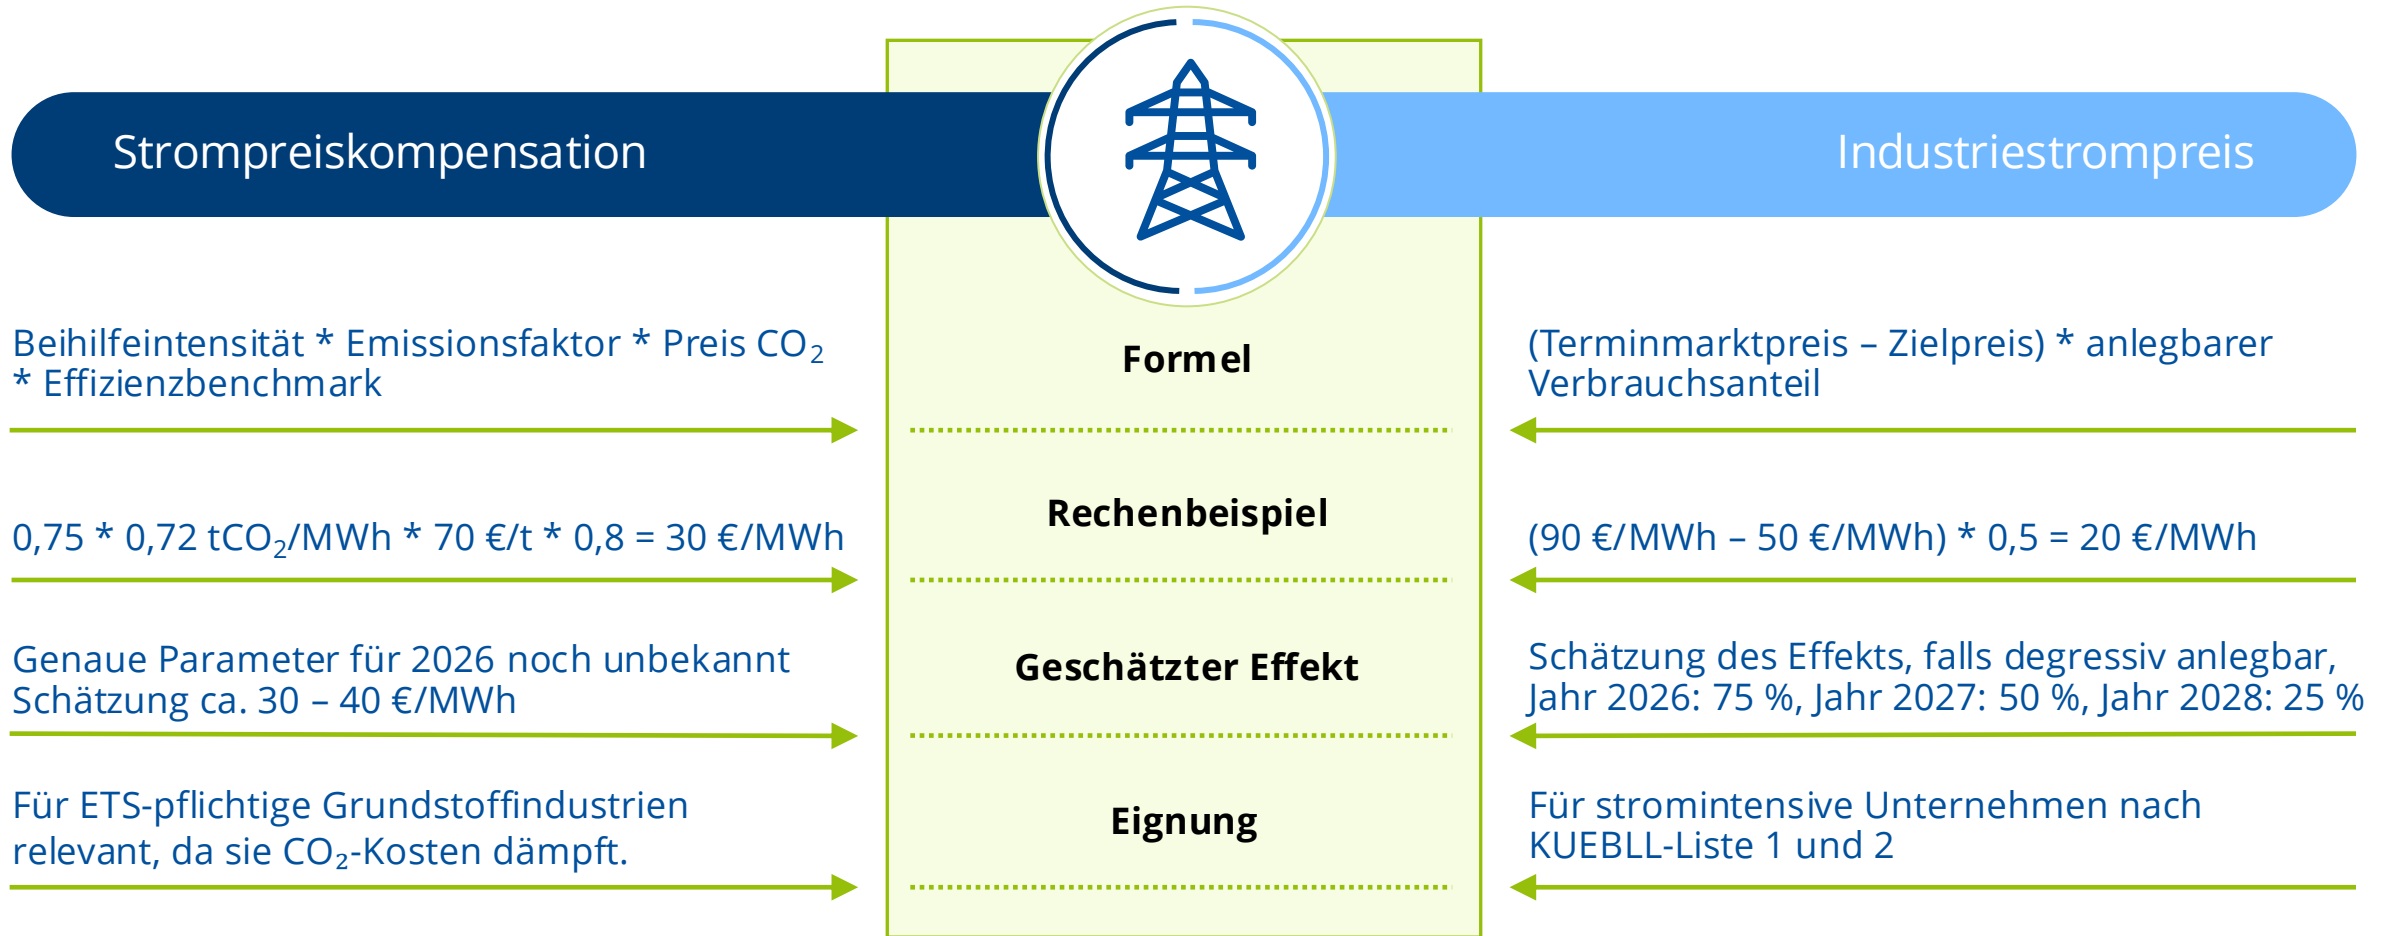 Strompreiskompensation
Industriestrompreis
Beihilfeintensität * Emissionsfaktor * Preis CO₂
* Effizienzbenchmark
Formel
(Terminmarktpreis – Zielpreis) * anlegbarer
Verbrauchsanteil
0,75 * 0,72 tCO₂/MWh * 70 €/t * 0,8 = 30 €/MWh
Rechenbeispiel
(90 €/MWh – 50 €/MWh) * 0,5 = 20 €/MWh
Genaue Parameter für 2026 noch unbekannt
Schätzung ca. 30 – 40 €/MWh
Geschätzter Effekt
Schätzung des Effekts, falls degressiv anlegbar,
Jahr 2026: 75 %, Jahr 2027: 50 %, Jahr 2028: 25 %
Für ETS-pflichtige Grundstoffindustrien
relevant, da sie CO₂-Kosten dämpft.
Eignung
Für stromintensive Unternehmen nach
KUEBLL-Liste 1 und 2